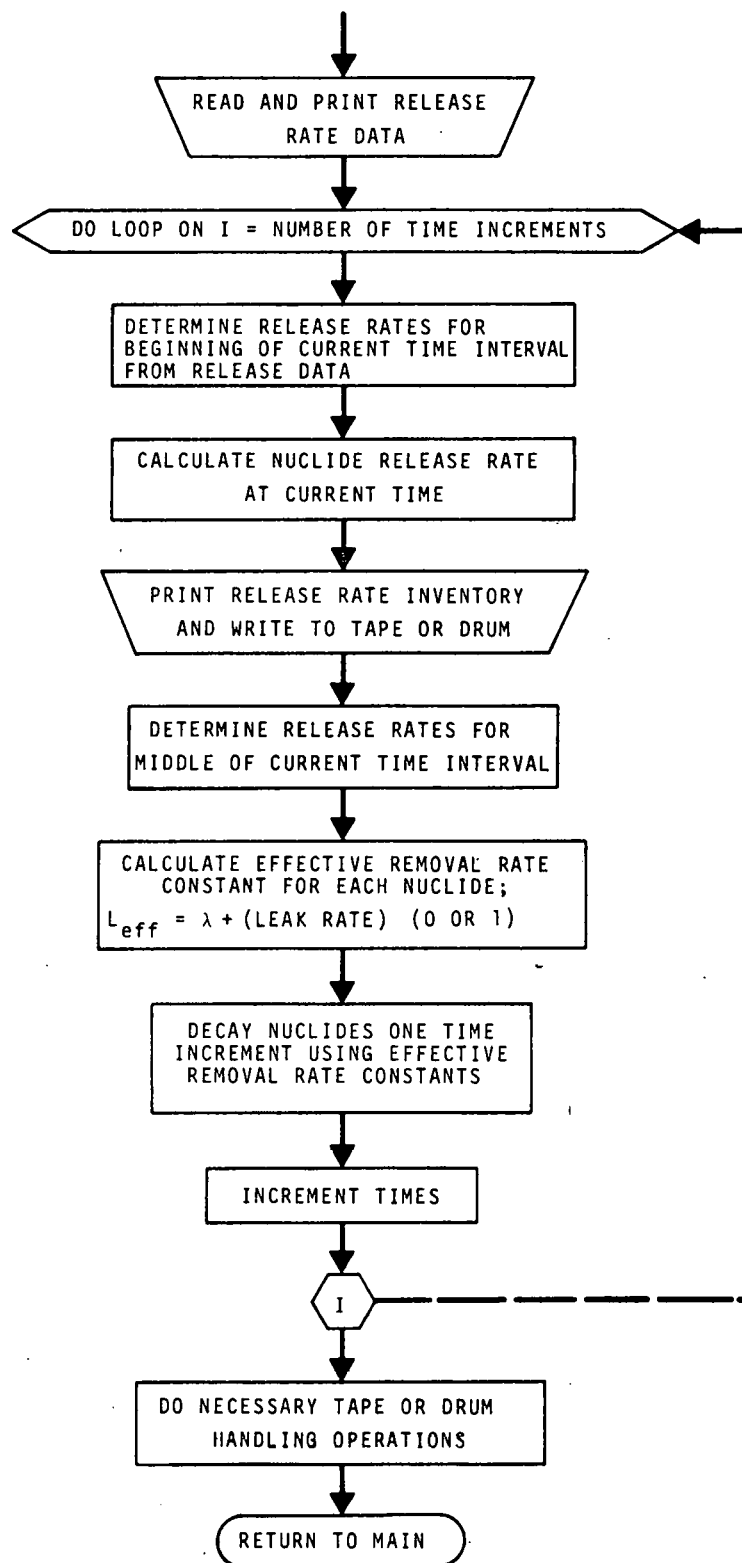 READ AND PRINT RELEASE
RATE DATA
DO LOOP ON I = NUMBER OF TIME INCREMENTS
DETERMINE RELEASE RATES FOR
BEGINNING OF CURRENT TIME INTERVAL
FROM RELEASE DATA
CALCULATE NUCLIDE RELEASE RATE
AT CURRENT TIME
PRINT RELEASE RATE INVENTORY
AND WRITE TO TAPE OR DRUM
DETERMINE RELEASE RATES FOR
MIDDLE OF CURRENT TIME INTERVAL
CALCULATE EFFECTIVE REMOVAL RATE
CONSTANT FOR EACH NUCLIDE;
L_eff = λ + (LEAK RATE) (0 OR 1)
DECAY NUCLIDES ONE TIME
INCREMENT USING EFFECTIVE
REMOVAL RATE CONSTANTS
INCREMENT TIMES
I
DO NECESSARY TAPE OR DRUM
HANDLING OPERATIONS
RETURN TO MAIN